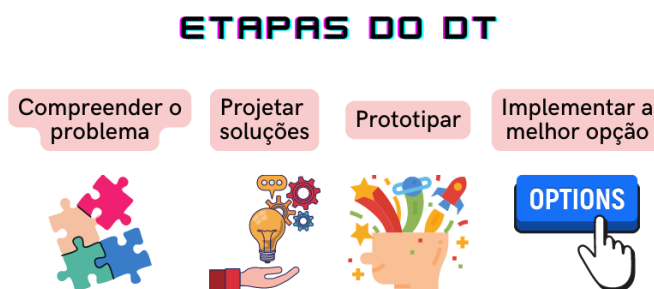 ETAPAS DO DT
Compreender o
problema
Projetar
soluções
Prototipar
Implementar a
melhor opção
OPTIONS